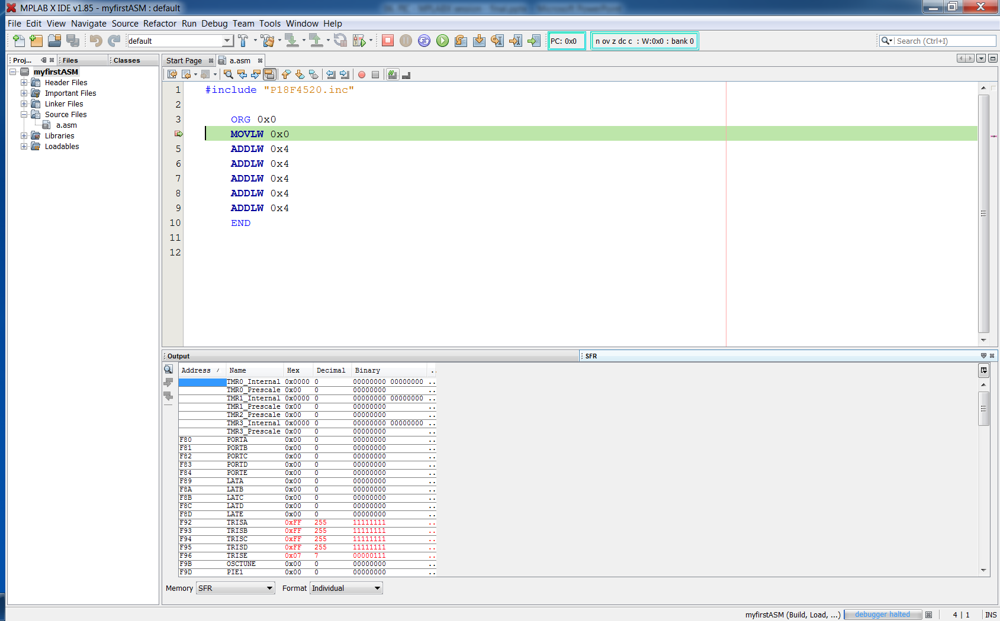 MPLAB X IDE v1.85 - myfirstASM : default
File Edit View Navigate Source Refactor Run Debug Team Tools Window Help
default
PC: 0x0
n ov z dc c : W:0x0 : bank 0
Search (Ctrl+I)
Proj...
Files
Classes
myfirstASM
Header Files
Important Files
Linker Files
Source Files
a.asm
Libraries
Loadables
Start Page
a.asm
1 #include "P18F4520.inc"
2
3 ORG 0x0
MOVLW 0x0
5 ADDLW 0x4
6 ADDLW 0x4
7 ADDLW 0x4
8 ADDLW 0x4
9 ADDLW 0x4
10 END
11
12
Output
SFR
Address / Name Hex Decimal Binary ..
TMR0_Internal 0x0000 0 00000000 00000000 ..
TMR0_Prescale 0x00 0 00000000 ..
TMR1_Internal 0x0000 0 00000000 00000000 ..
TMR1_Prescale 0x00 0 00000000 ..
TMR2_Prescale 0x00 0 00000000 ..
TMR3_Internal 0x0000 0 00000000 00000000 ..
TMR3_Prescale 0x00 0 00000000 ..
F80 PORTA 0x00 0 00000000 ..
F81 PORTB 0x00 0 00000000 ..
F82 PORTC 0x00 0 00000000 ..
F83 PORTD 0x00 0 00000000 ..
F84 PORTE 0x00 0 00000000 ..
F89 LATA 0x00 0 00000000 ..
F8A LATB 0x00 0 00000000 ..
F8B LATC 0x00 0 00000000 ..
F8C LATD 0x00 0 00000000 ..
F8D LATE 0x00 0 00000000 ..
F92 TRISA 0xFF 255 11111111 ..
F93 TRISB 0xFF 255 11111111 ..
F94 TRISC 0xFF 255 11111111 ..
F95 TRISD 0xFF 255 11111111 ..
F96 TRISE 0x07 7 00000111 ..
F9B OSCTUNE 0x00 0 00000000 ..
F9D PIE1 0x00 0 00000000 ..
Memory SFR Format Individual
myfirstASM (Build, Load, ...) debugger halted 4 | 1 INS